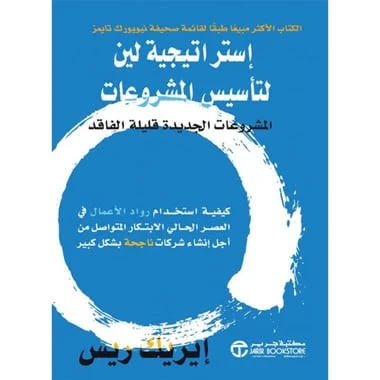 الكتاب الأكثر مبيعًا طبقًا لقائمة صحيفة نيويورك تايمز
إستراتيجية لين
لتأسيس المشروعات
المشروعات الجديدة قليلة الفاقد
كيفية استخدام رواد الأعمال في
العصر الحالي الابتكار المتواصل من
أجل إنشاء شركات ناجحة بشكل كبير
إيريك ريس
مكتبة جرير
JARIR BOOKSTORE